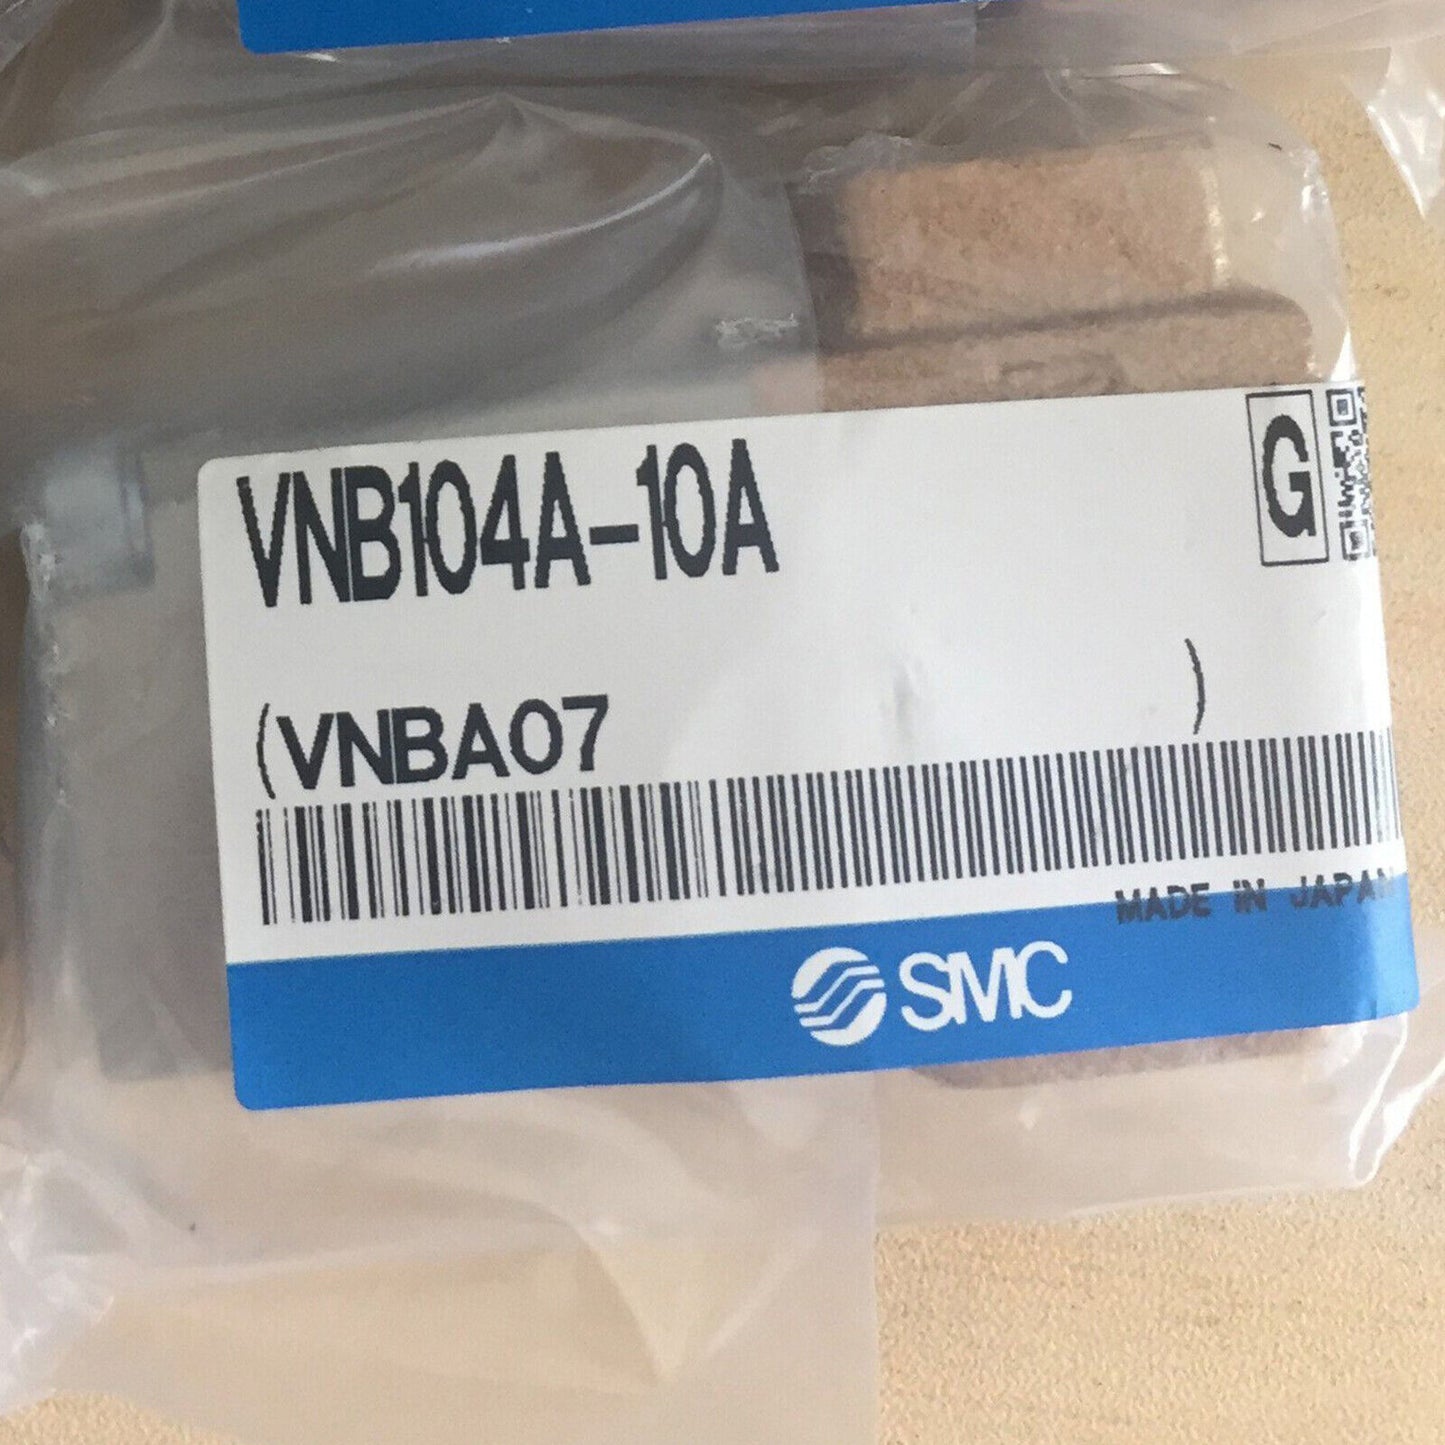 VNB104A-10A
G
(VNBA07 )
MADE IN JAPAN
SMC